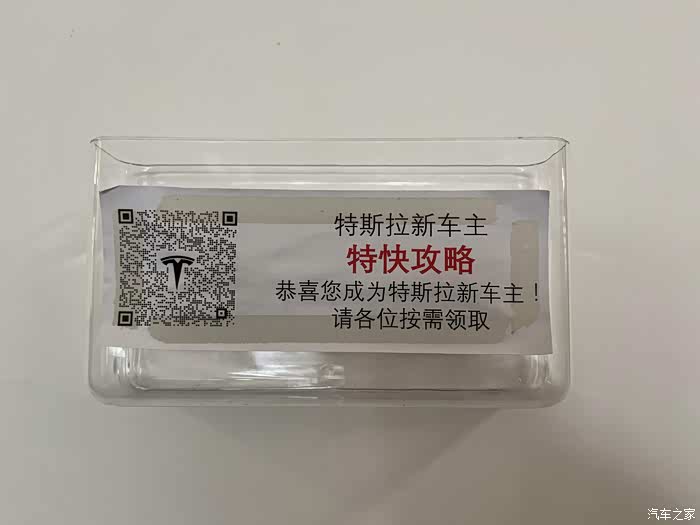 特斯拉新车主
特快攻略
恭喜您成为特斯拉新车主！
请各位按需领取
汽车之家